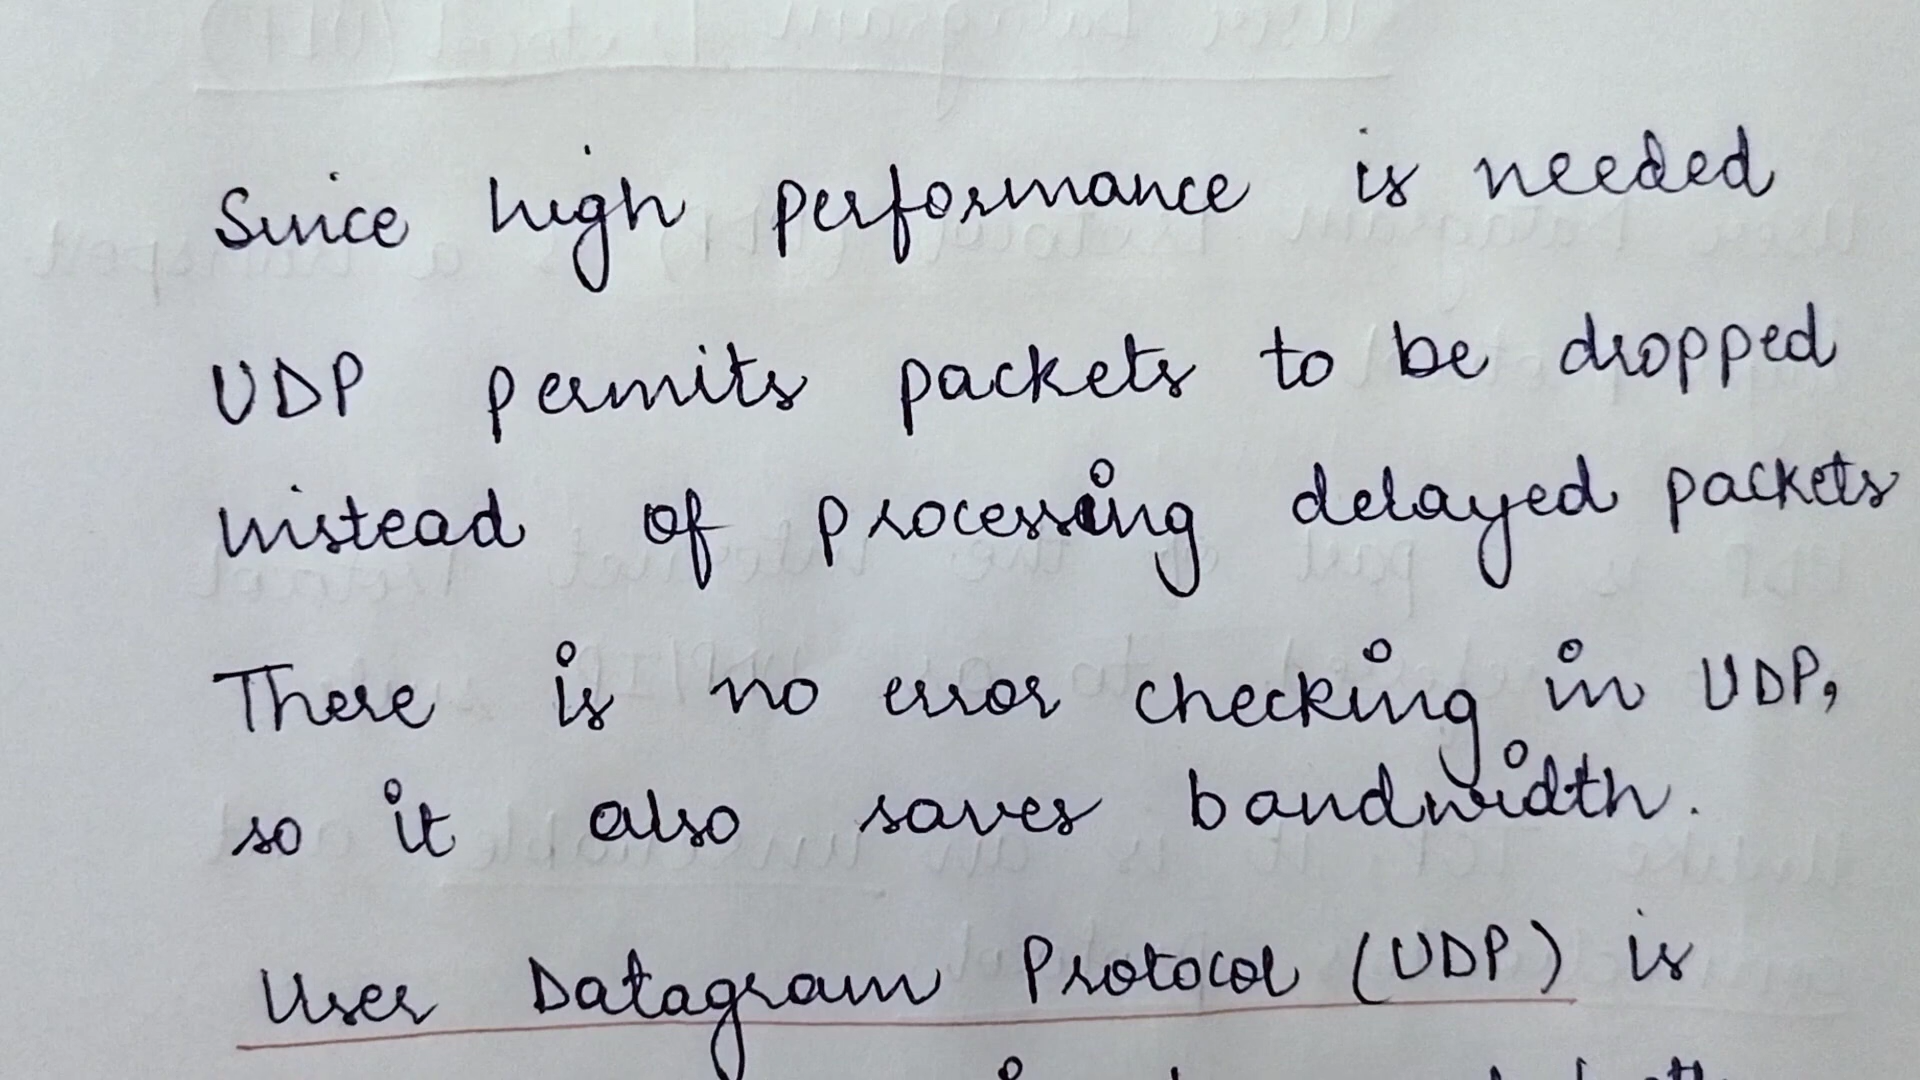 Since high performance is needed
UDP permits packets to be dropped
instead of processing delayed packets
There is no error checking in UDP,
so it also saves bandwidth.
User Datagram Protocol (UDP) is